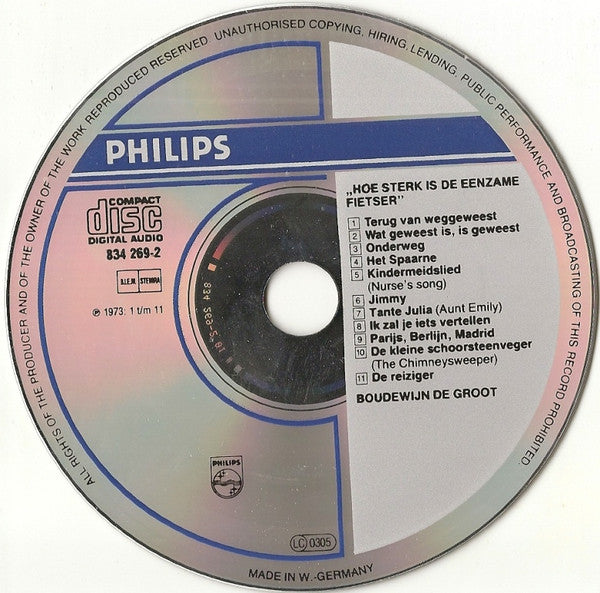 ALL RIGHTS OF THE PRODUCER AND OF THE OWNER OF THE WORK REPRODUCED RESERVED. UNAUTHORISED COPYING, HIRING, LENDING, PUBLIC PERFORMANCE AND BROADCASTING OF THIS RECORD PROHIBITED.
PHILIPS
COMPACT
disc
DIGITAL AUDIO
834 269-2
B.I.E.M. STEMRA
℗ 1973: 1 t/m 11
„HOE STERK IS DE EENZAME
FIETSER”
1 Terug van weggeweest
2 Wat geweest is, is geweest
3 Onderweg
4 Het Spaarne
5 Kindermeidslied
(Nurse's song)
6 Jimmy
7 Tante Julia (Aunt Emily)
8 Ik zal je iets vertellen
9 Parijs, Berlijn, Madrid
10 De kleine schoorsteenveger
(The Chimneysweeper)
11 De reiziger
BOUDEWIJN DE GROOT
PHILIPS
LC 0305
MADE IN W.-GERMANY